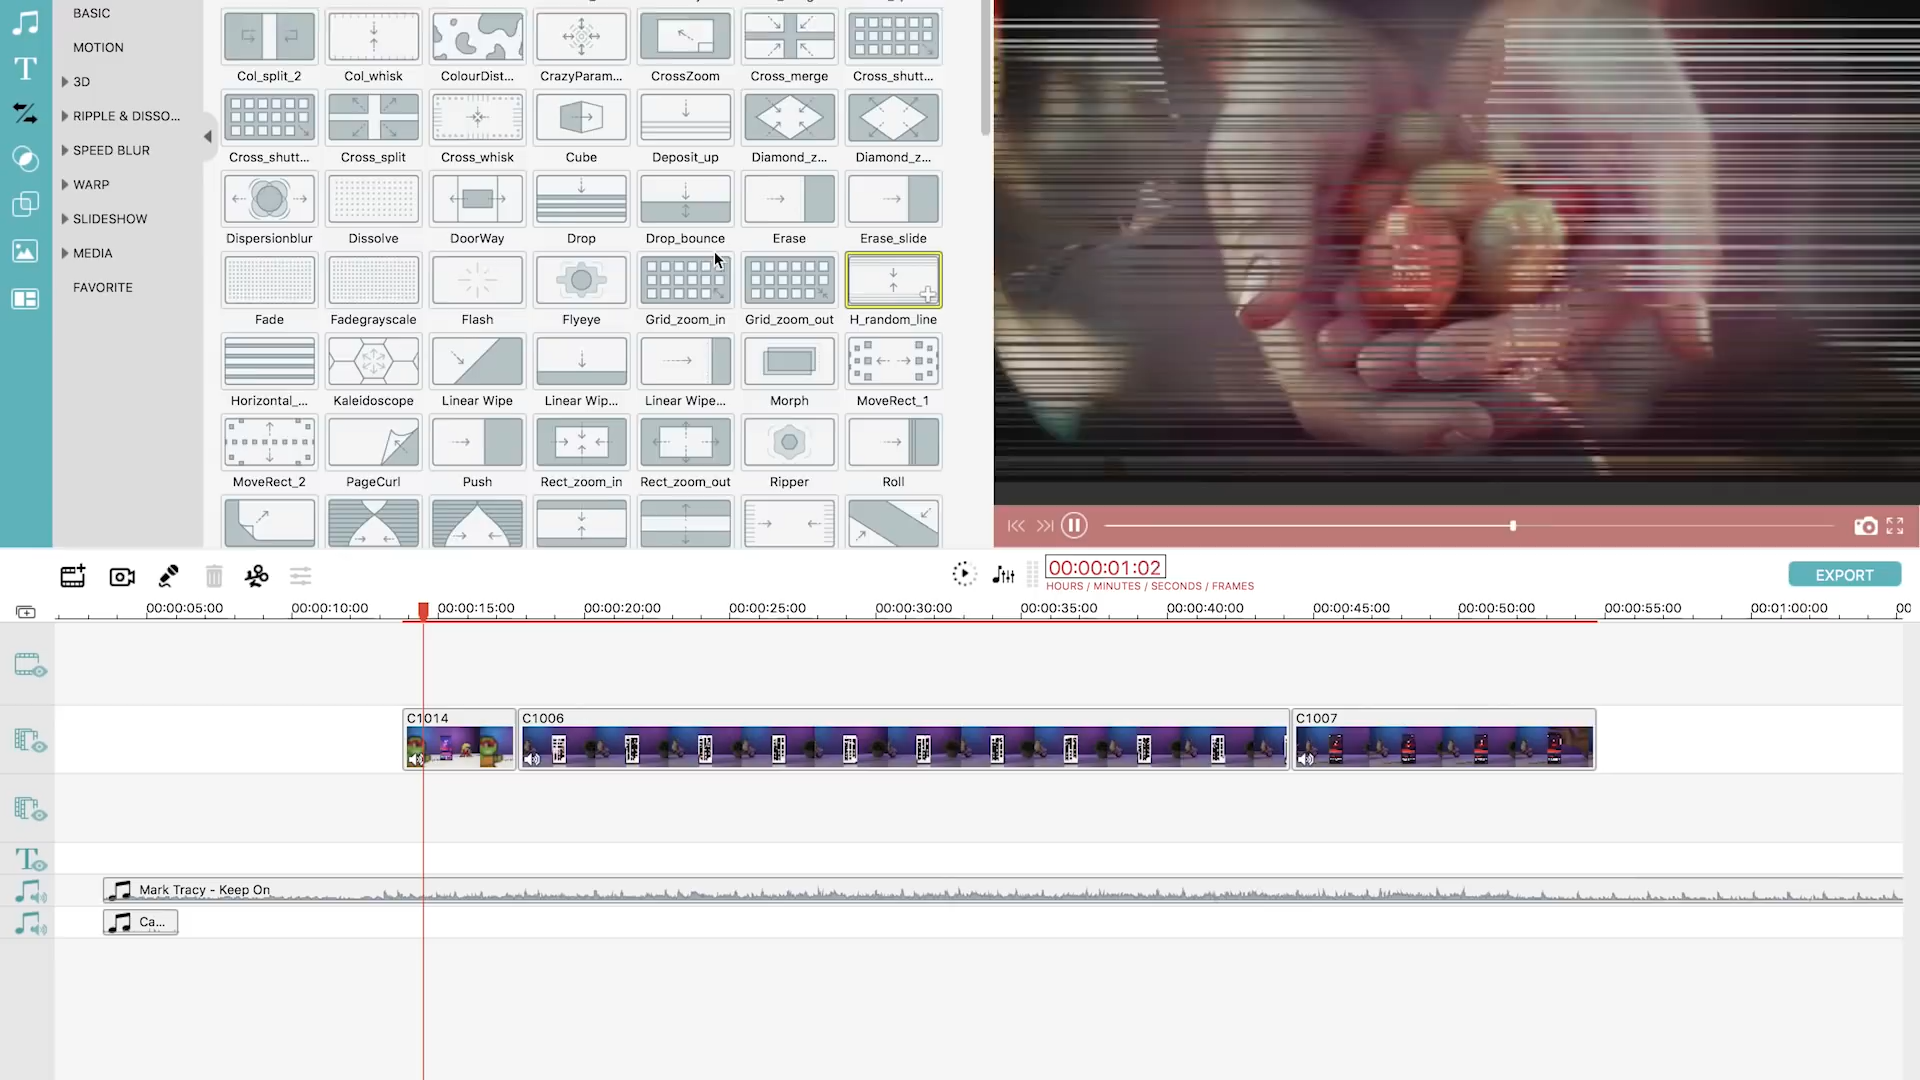 BASIC
MOTION
3D
RIPPLE & DISSO...
SPEED BLUR
WARP
SLIDESHOW
MEDIA
FAVORITE
Col_split_2 Col_whisk ColourDist... CrazyParam... CrossZoom Cross_merge Cross_shutt...
Cross_shutt... Cross_split Cross_whisk Cube Deposit_up Diamond_z... Diamond_z...
Dispersionblur Dissolve DoorWay Drop Drop_bounce Erase Erase_slide
Fade Fadegrayscale Flash Flyeye Grid_zoom_in Grid_zoom_out H_random_line
Horizontal_... Kaleidoscope Linear Wipe Linear Wip... Linear Wipe... Morph MoveRect_1
MoveRect_2 PageCurl Push Rect_zoom_in Rect_zoom_out Ripper Roll
00:00:01:02
HOURS / MINUTES / SECONDS / FRAMES
EXPORT
00:00:05:00 00:00:10:00 00:00:15:00 00:00:20:00 00:00:25:00 00:00:30:00 00:00:35:00 00:00:40:00 00:00:45:00 00:00:50:00 00:00:55:00 00:01:00:00 00
C1014 C1006 C1007
Mark Tracy - Keep On
Ca...